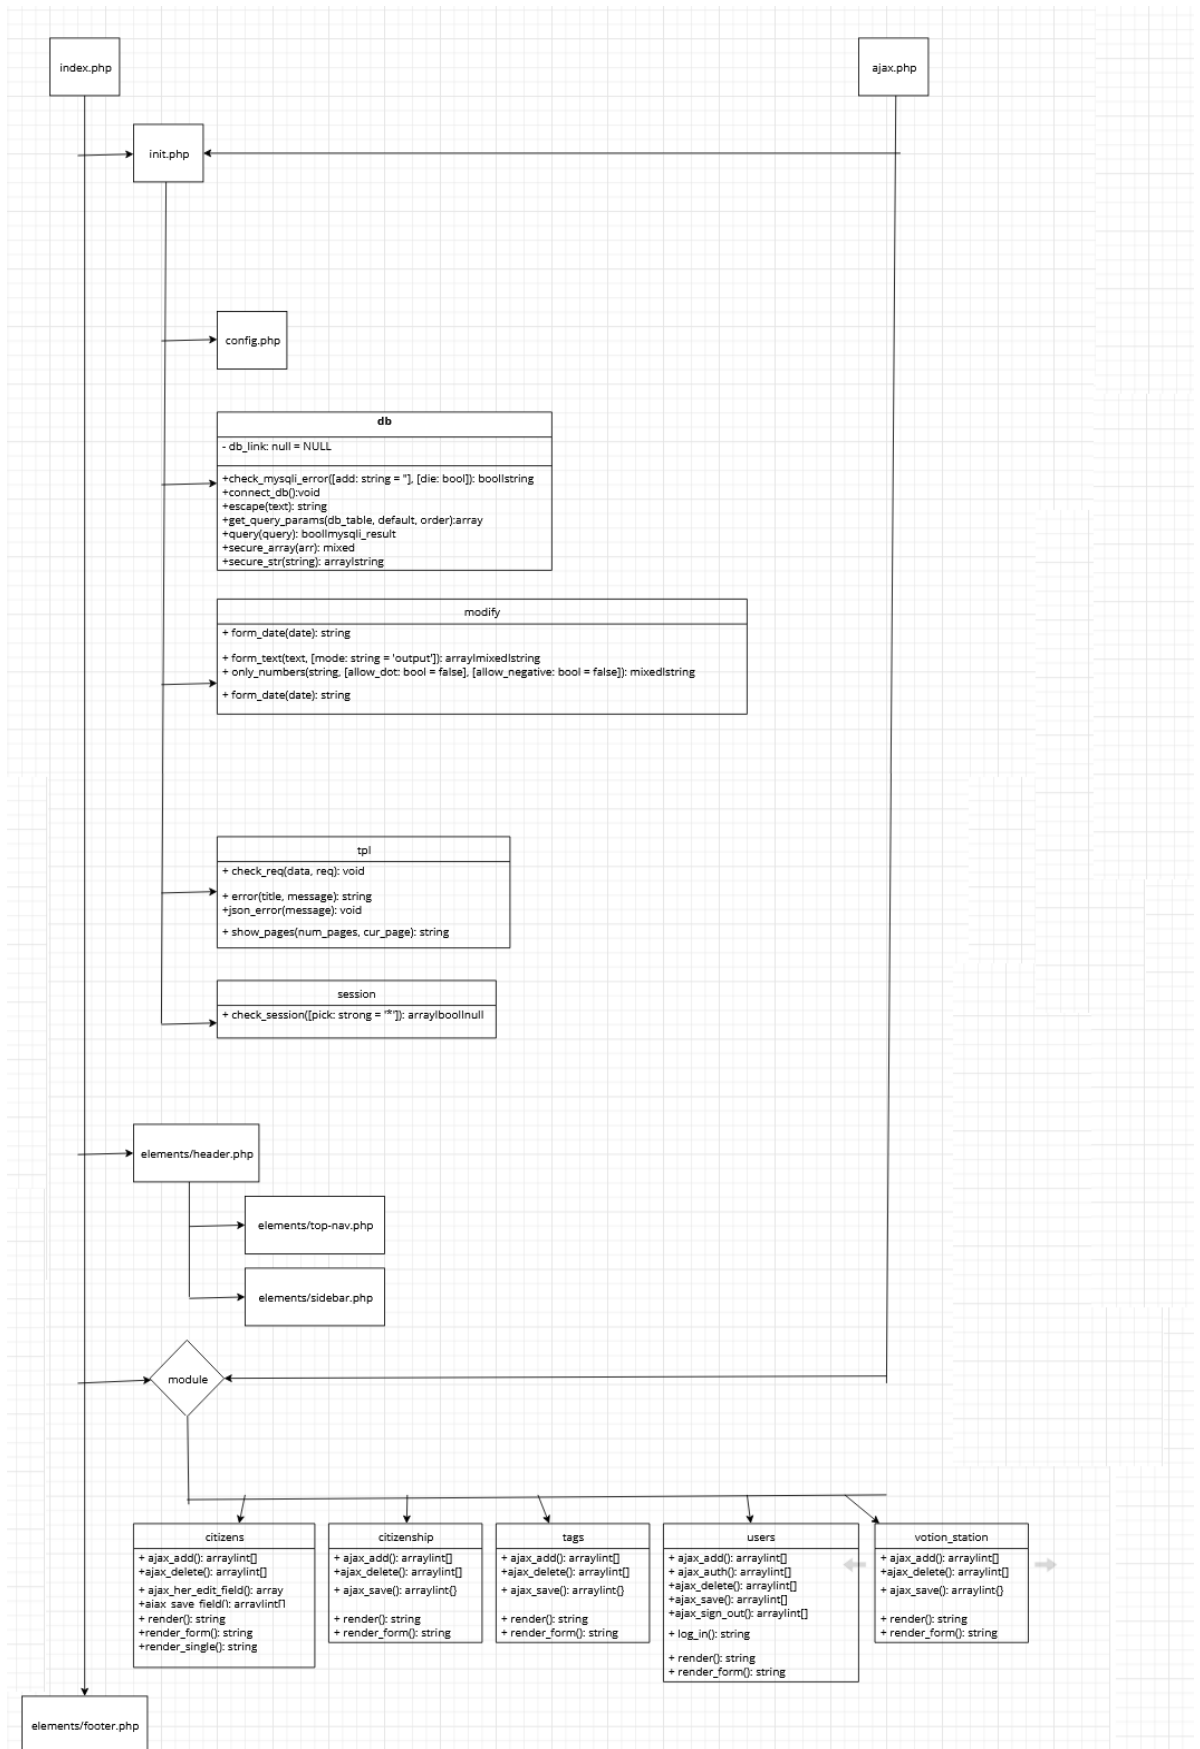 index.php
ajax.php
init.php
config.php
db
- db_link: null = NULL
+check_mysqli_error([add: string = ''], [die: bool]): bool|string
+connect_db():void
+escape(text): string
+get_query_params(db_table, default, order):array
+query(query): bool|mysqli_result
+secure_array(arr): mixed
+secure_str(string): array|string
modify
+ form_date(date): string
+ form_text(text, [mode: string = 'output']): array|mixed|string
+ only_numbers(string, [allow_dot: bool = false], [allow_negative: bool = false]): mixed|string
+ form_date(date): string
tpl
+ check_req(data, req): void
+ error(title, message): string
+json_error(message): void
+ show_pages(num_pages, cur_page): string
session
+ check_session([pick: strong = '*']): array|bool|null
elements/header.php
elements/top-nav.php
elements/sidebar.php
module
citizens
+ ajax_add(): array|int[]
+ajax_delete(): array|int[]
+ ajax_her_edit_field(): array
+ajax_save_field(): array|int[]
+ render(): string
+render_form(): string
+render_single(): string
citizenship
+ ajax_add(): array|int[]
+ajax_delete(): array|int[]
+ ajax_save(): array|int{}
+ render(): string
+ render_form(): string
tags
+ ajax_add(): array|int[]
+ajax_delete(): array|int[]
+ ajax_save(): array|int{}
+ render(): string
+ render_form(): string
users
+ ajax_add(): array|int[]
+ ajax_auth(): array|int[]
+ajax_delete(): array|int[]
+ajax_save(): array|int[]
+ajax_sign_out(): array|int[]
+ log_in(): string
+ render(): string
+ render_form(): string
votion_station
+ ajax_add(): array|int[]
+ajax_delete(): array|int[]
+ ajax_save(): array|int{}
+ render(): string
+ render_form(): string
elements/footer.php